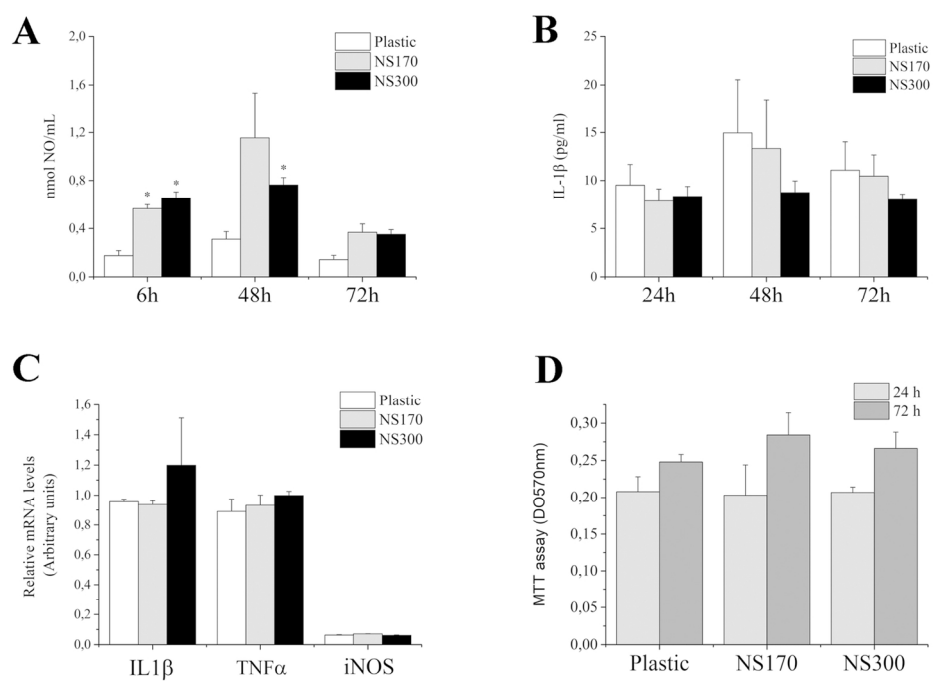 A
2,0
1,6
1,2
0,8
0,4
0,0
nmol NO/mL
Plastic
NS170
NS300
*
*
*
6h 48h 72h
B
25
20
15
10
5
0
IL-1β (pg/ml)
Plastic
NS170
NS300
24h 48h 72h
C
1,6
1,4
1,2
1,0
0,8
0,6
0,4
0,2
0,0
Relative mRNA levels
(Arbitrary units)
Plastic
NS170
NS300
IL1β TNFα iNOS
D
24 h
72 h
0,30
0,25
0,20
0,15
0,10
0,05
0,00
MTT assay (DO570nm)
Plastic NS170 NS300